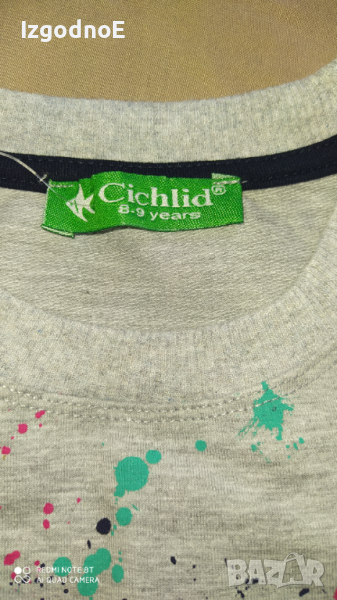 IzgodnoE
Cichlid®
8-9 years
REDMI NOTE 8T
AI QUAD CAMERA
BAZAR